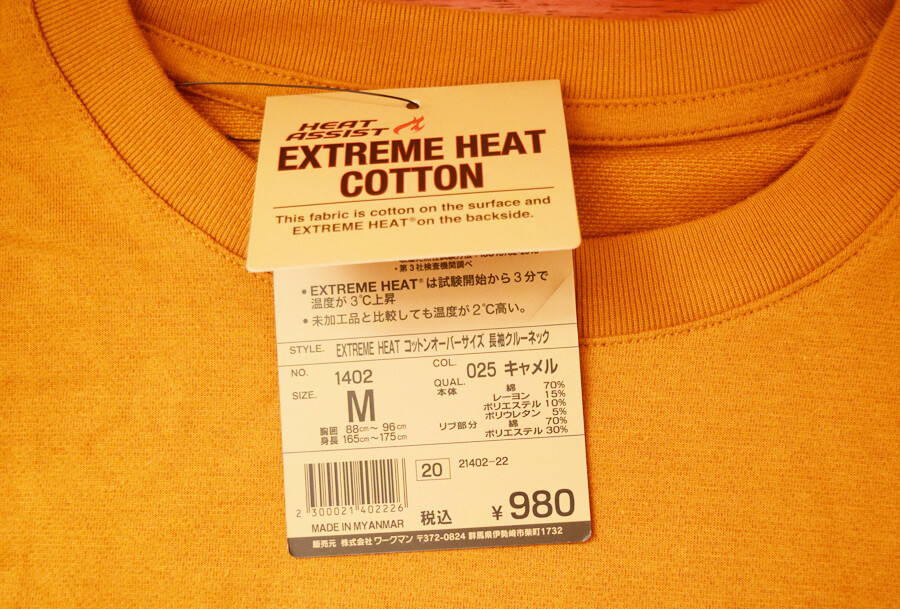 HEAT
ASSIST
EXTREME HEAT
COTTON
This fabric is cotton on the surface and
EXTREME HEAT® on the backside.
・第3社検査機関調べ
・EXTREME HEAT®は試験開始から3分で
温度が3℃上昇
・未加工品と比較しても温度が2℃高い。
STYLE. EXTREME HEAT コットンオーバーサイズ 長袖クルーネック
NO. 1402
COL. 025 キャメル
SIZE. M
胸囲 88cm〜 96cm
身長 165cm〜175cm
QUAL.
本体 綿 70%
レーヨン 15%
ポリエステル 10%
ポリウレタン 5%
リブ部分 綿 70%
ポリエステル 30%
20 21402-22
2 300021 402226
MADE IN MYANMAR
税込 ¥980
販売元 株式会社 ワークマン 〒372-0824 群馬県伊勢崎市柴町1732